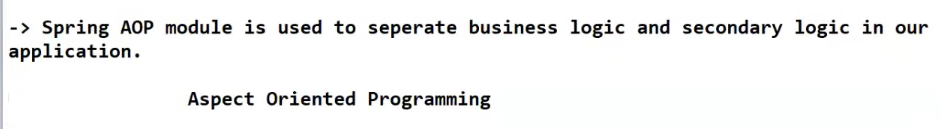 -> Spring AOP module is used to seperate business logic and secondary logic in our
application.
Aspect Oriented Programming